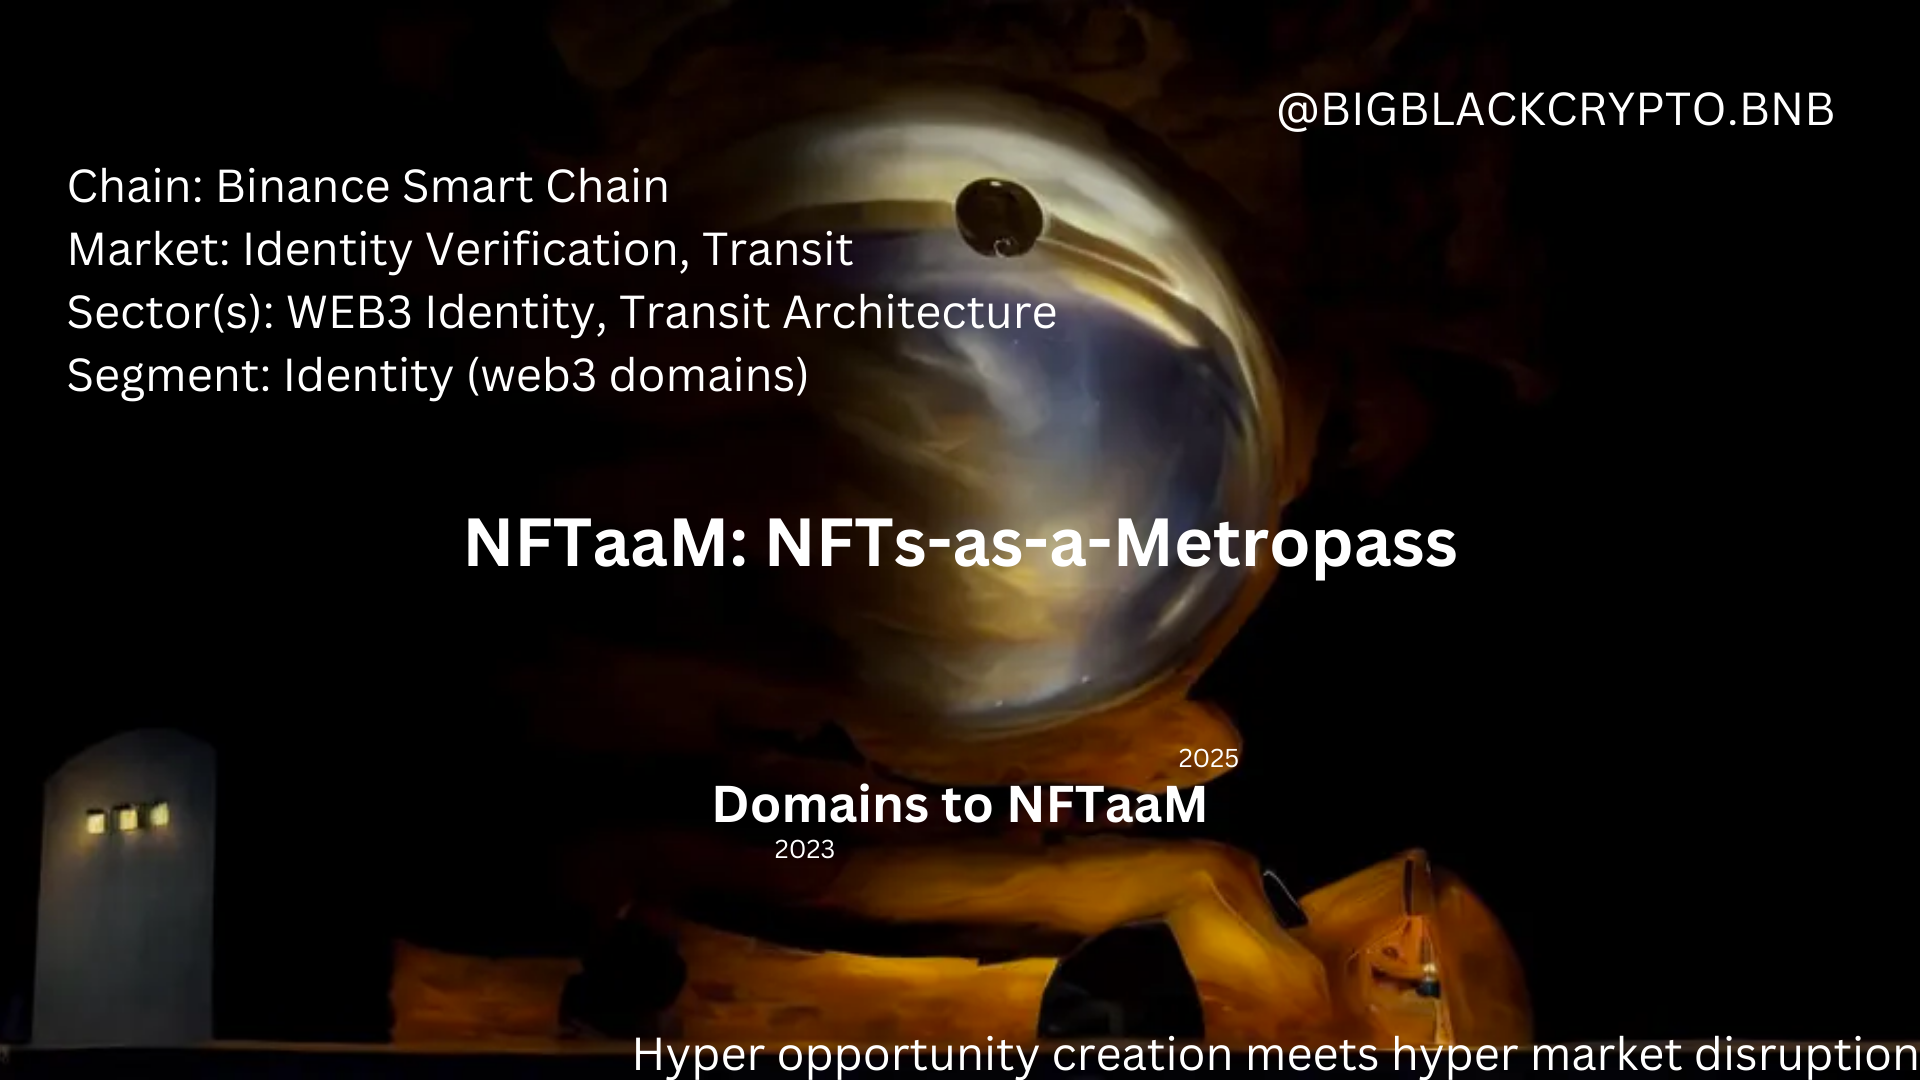 @BIGBLACKCRYPTO.BNB
Chain: Binance Smart Chain
Market: Identity Verification, Transit
Sector(s): WEB3 Identity, Transit Architecture
Segment: Identity (web3 domains)
NFTaaM: NFTs-as-a-Metropass
2025
Domains to NFTaaM
2023
Hyper opportunity creation meets hyper market disruption